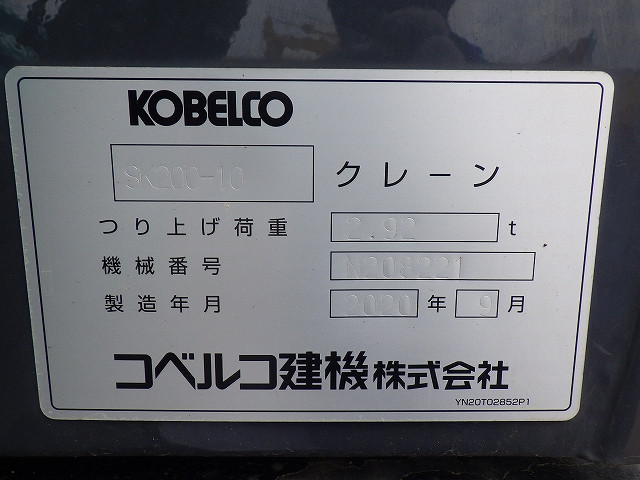 KOBELCO
SK200-10 クレーン
つり上げ荷重 2.92 t
機械番号
製造年月 2020 年 9 月
コベルコ建機株式会社
YN20T02852P1